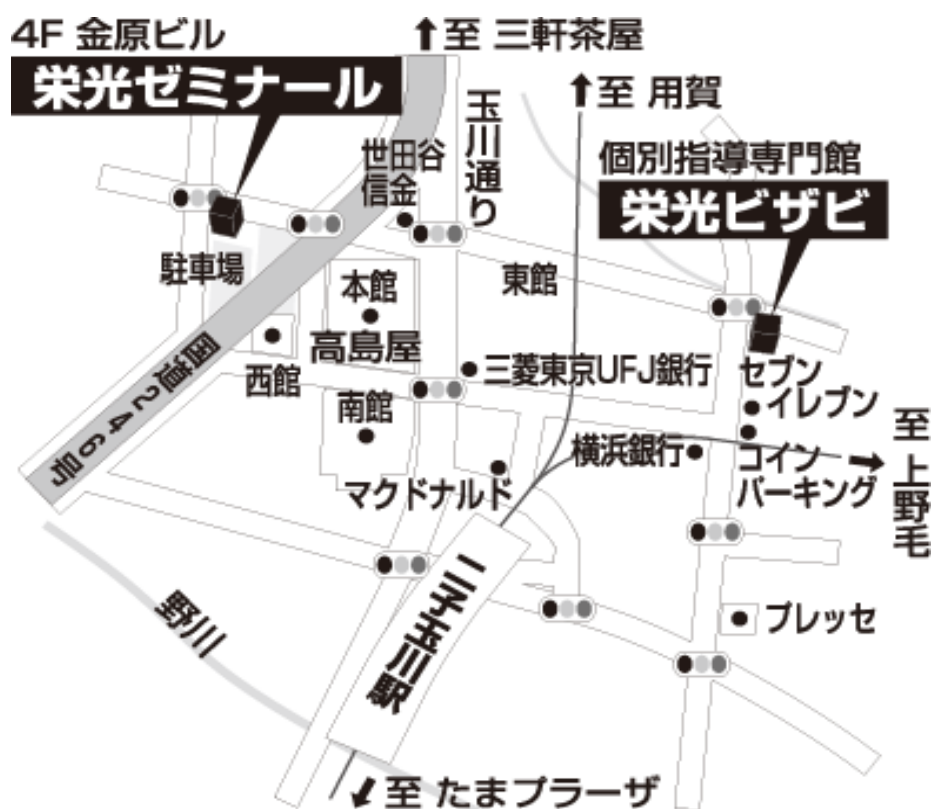 4F 金原ビル
栄光ゼミナール
↑至 三軒茶屋
↑至 用賀
玉川通り
世田谷
信金
個別指導専門館
栄光ビザビ
駐車場
本館
高島屋
東館
西館
南館
国道246号
三菱東京UFJ銀行
セブン
イレブン
横浜銀行
コイン
パーキング
至 上野毛
マクドナルド
二子玉川駅
野川
プレッセ
至 たまプラーザ